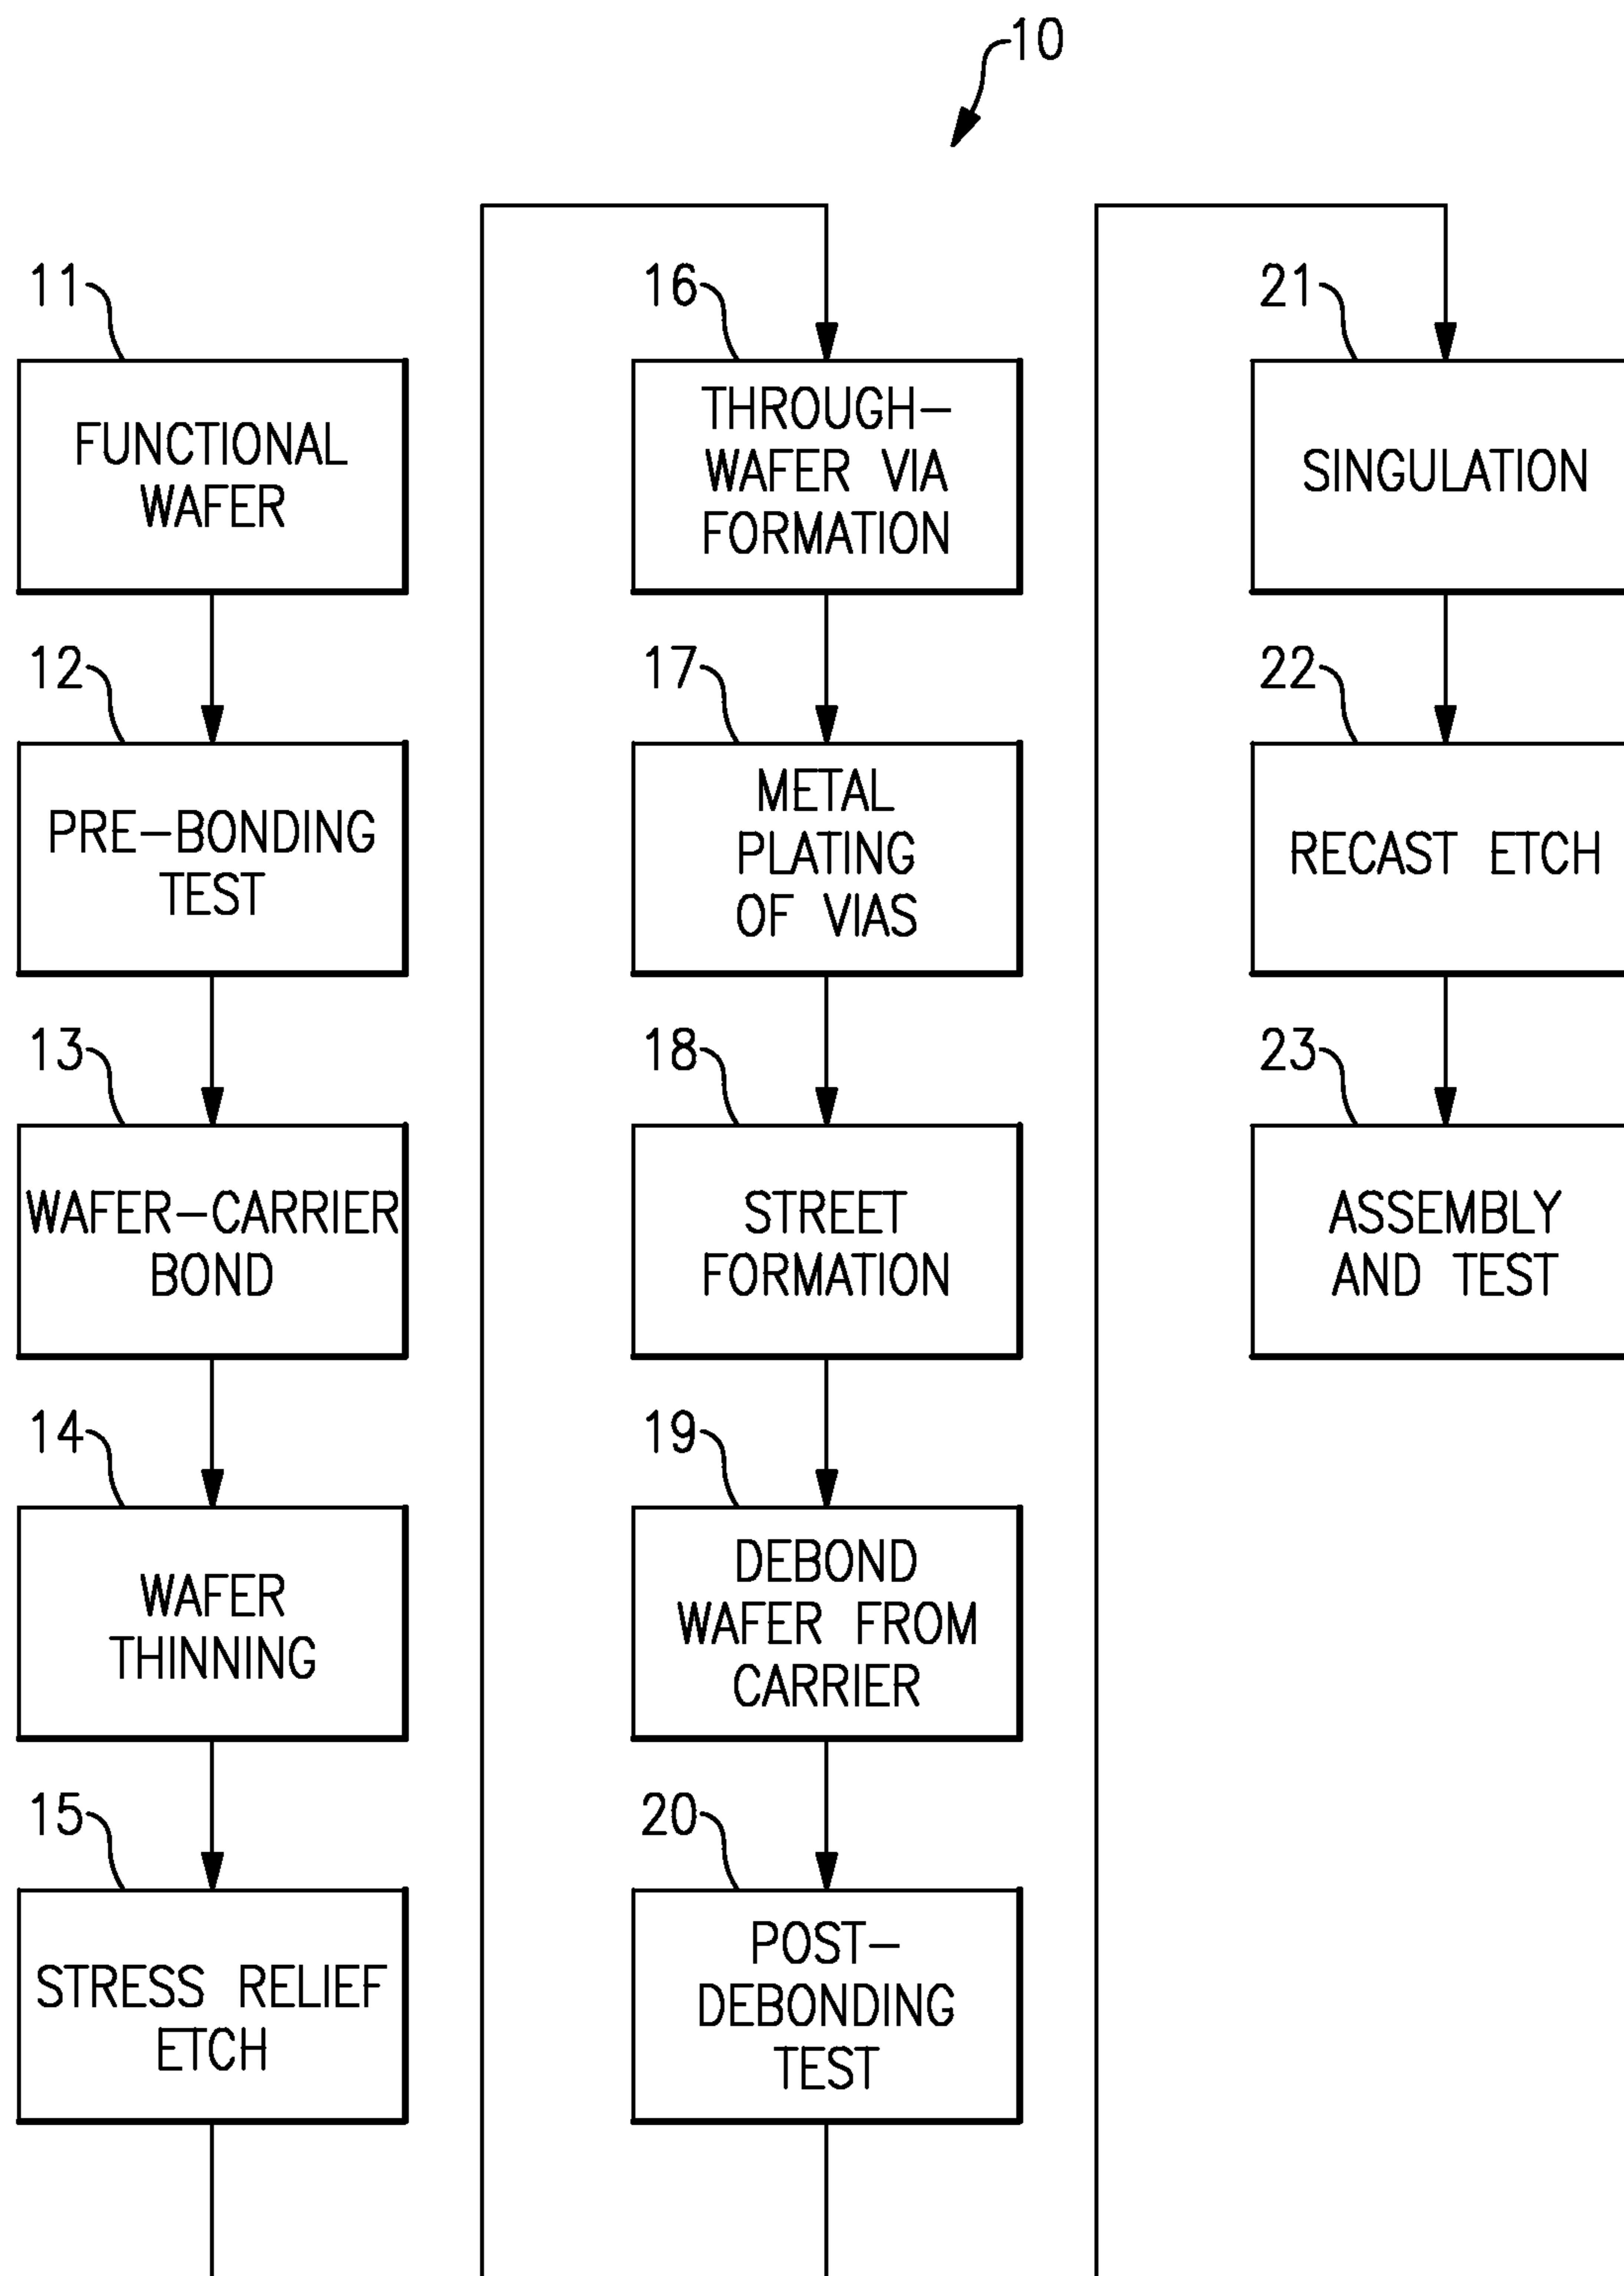 10
11
FUNCTIONAL
WAFER
12
PRE-BONDING
TEST
13
WAFER-CARRIER
BOND
14
WAFER
THINNING
15
STRESS RELIEF
ETCH
16
THROUGH-
WAFER VIA
FORMATION
17
METAL
PLATING
OF VIAS
18
STREET
FORMATION
19
DEBOND
WAFER FROM
CARRIER
20
POST-
DEBONDING
TEST
21
SINGULATION
22
RECAST ETCH
23
ASSEMBLY
AND TEST